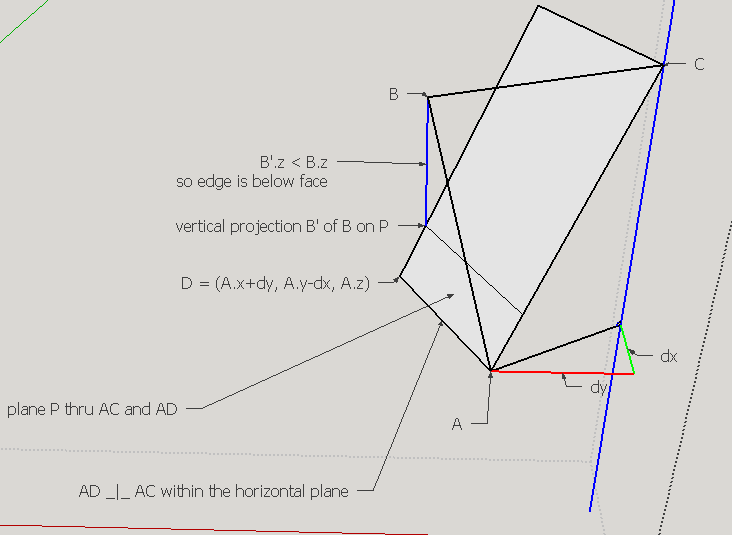 C
B
B'.z < B.z
so edge is below face
vertical projection B' of B on P
D = (A.x+dy, A.y-dx, A.z)
dx
dy
plane P thru AC and AD
A
AD _|_ AC within the horizontal plane